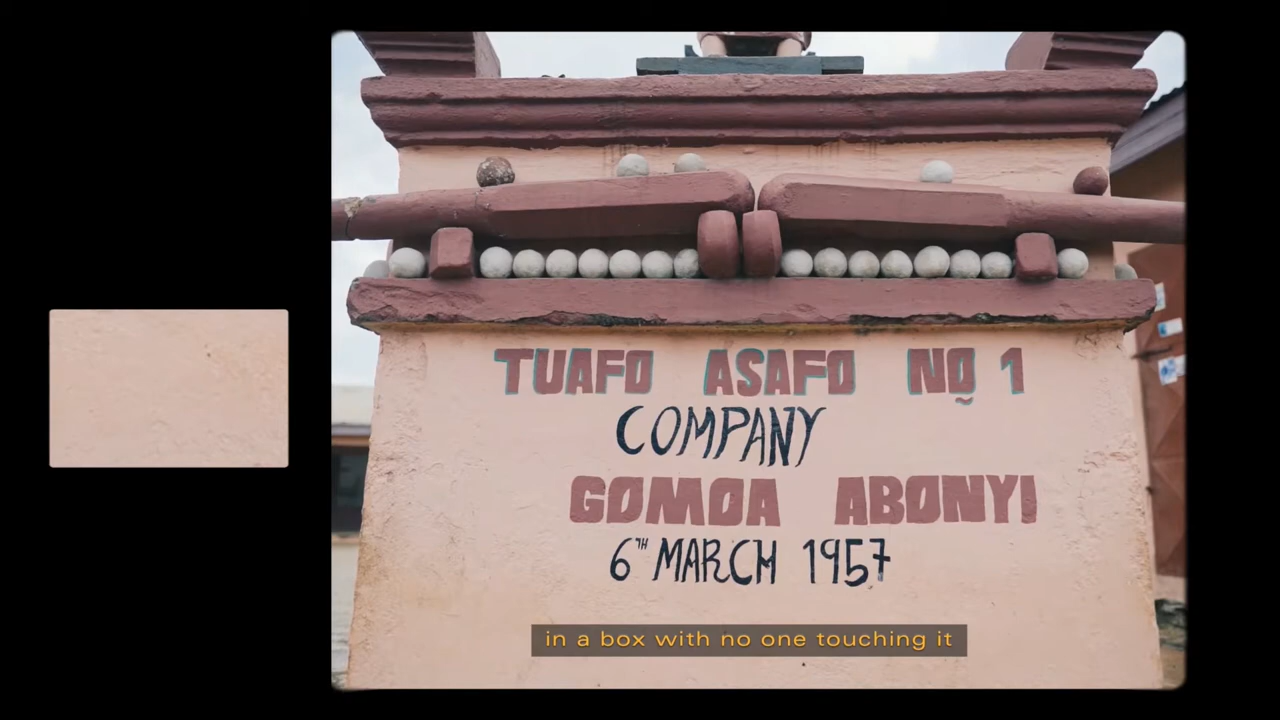 TUAFO ASAFO NO 1
COMPANY
GOMOA ABONYI
6TH MARCH 1957
in a box with no one touching it